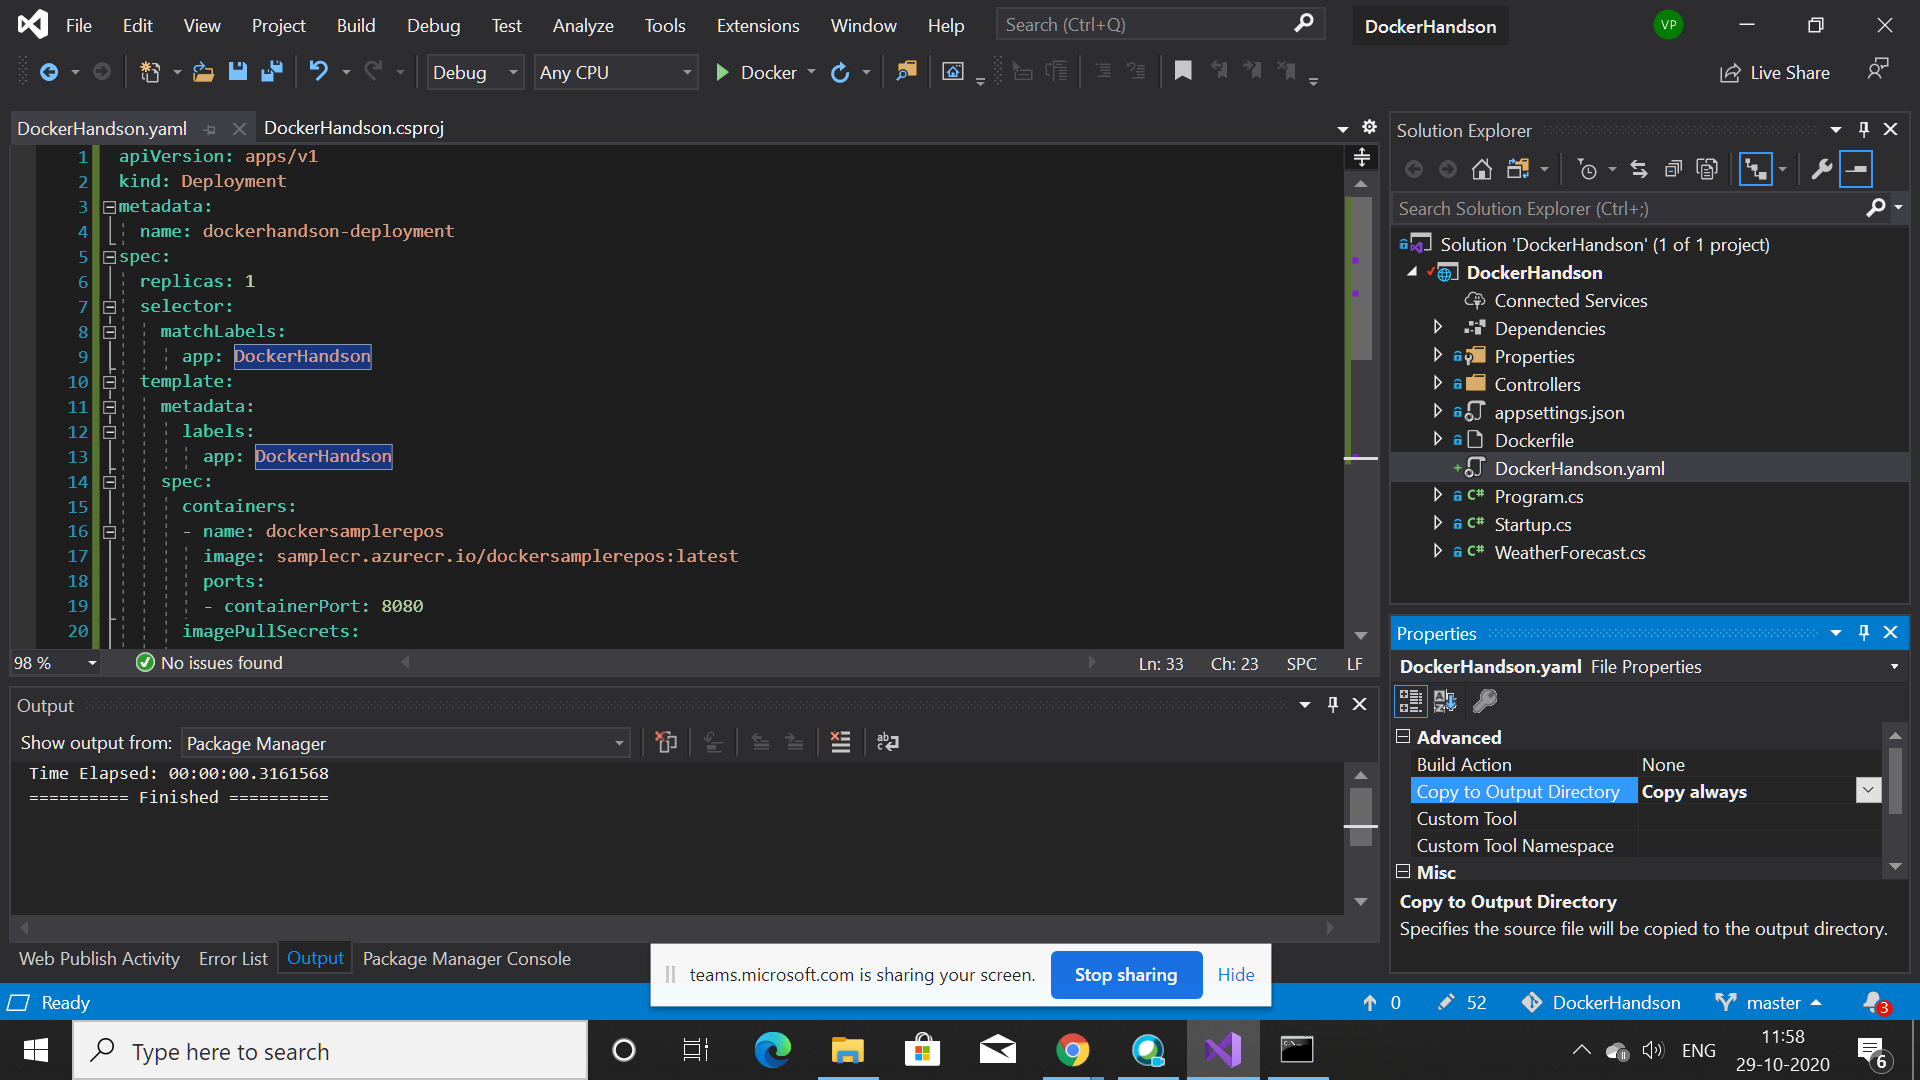 File Edit View Project Build Debug Test Analyze Tools Extensions Window Help Search (Ctrl+Q) DockerHandson VP
Debug Any CPU Docker Live Share
DockerHandson.yaml DockerHandson.csproj
1 apiVersion: apps/v1
2 kind: Deployment
3 metadata:
4 name: dockerhandson-deployment
5 spec:
6 replicas: 1
7 selector:
8 matchLabels:
9 app: DockerHandson
10 template:
11 metadata:
12 labels:
13 app: DockerHandson
14 spec:
15 containers:
16 - name: dockersamplerepos
17 image: samplecr.azurecr.io/dockersamplerepos:latest
18 ports:
19 - containerPort: 8080
20 imagePullSecrets:
98 % No issues found Ln: 33 Ch: 23 SPC LF
Output
Show output from: Package Manager
Time Elapsed: 00:00:00.3161568
========== Finished ==========
Web Publish Activity Error List Output Package Manager Console
Solution Explorer
Search Solution Explorer (Ctrl+;)
Solution 'DockerHandson' (1 of 1 project)
DockerHandson
Connected Services
Dependencies
Properties
Controllers
appsettings.json
Dockerfile
DockerHandson.yaml
C# Program.cs
C# Startup.cs
C# WeatherForecast.cs
Properties
DockerHandson.yaml File Properties
Advanced
Build Action None
Copy to Output Directory Copy always
Custom Tool
Custom Tool Namespace
Misc
Copy to Output Directory
Specifies the source file will be copied to the output directory.
teams.microsoft.com is sharing your screen. Stop sharing Hide
Ready 0 52 DockerHandson master 3
Type here to search ENG 11:58
29-10-2020 6